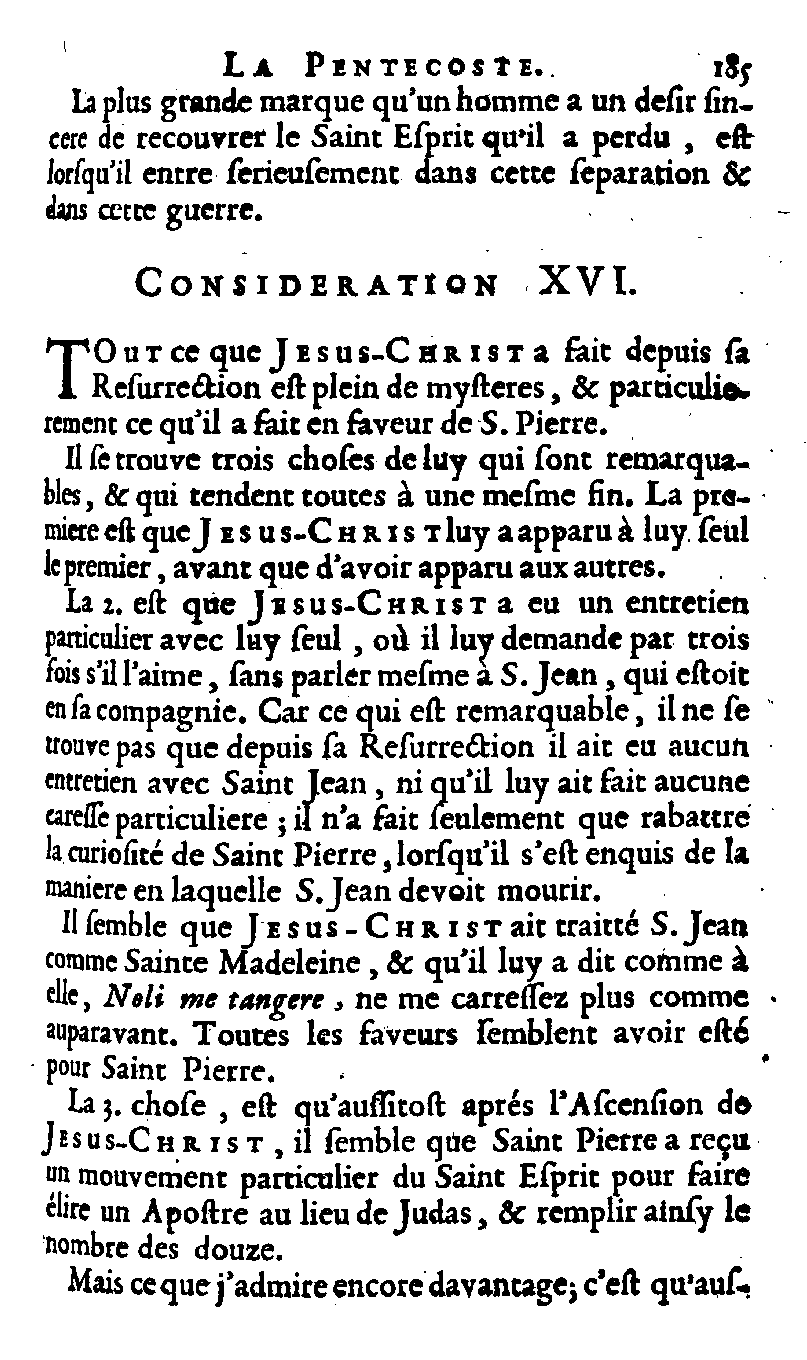 LA PENTECOSTE. 185
La plus grande marque qu'un homme a un desir sin-
cere de recouvrer le Saint Esprit qu'il a perdu, est
lorsqu'il entre serieusement dans cette separation &
dans cette guerre.
CONSIDERATION XVI.
TOUT ce que JESUS-CHRIST a fait depuis sa
Resurrection est plein de mysteres, & particulie-
rement ce qu'il a fait en faveur de S. Pierre.
Il se trouve trois choses de luy qui sont remarqua-
bles, & qui tendent toutes à une mesme fin. La pre-
miere est que JESUS-CHRIST luy a apparu à luy seul
le premier, avant que d'avoir apparu aux autres.
La 2. est que JESUS-CHRIST a eu un entretien
particulier avec luy seul, où il luy demande par trois
fois s'il l'aime, sans parler mesme à S. Jean, qui estoit
en sa compagnie. Car ce qui est remarquable, il ne se
trouve pas que depuis sa Resurrection il ait eu aucun
entretien avec Saint Jean, ni qu'il luy ait fait aucune
caresse particuliere; il n'a fait seulement que rabattre
la curiosité de Saint Pierre, lorsqu'il s'est enquis de la
maniere en laquelle S. Jean devoit mourir.
Il semble que JESUS-CHRIST ait traitté S. Jean
comme Sainte Madeleine, & qu'il luy a dit comme à
elle, Noli me tangere, ne me carressez plus comme
auparavant. Toutes les faveurs semblent avoir esté
pour Saint Pierre.
La 3. chose, est qu'aussitost aprés l'Ascension de
JESUS-CHRIST, il semble que Saint Pierre a reçu
un mouvement particulier du Saint Esprit pour faire
élire un Apostre au lieu de Judas, & remplir ainsy le
nombre des douze.
Mais ce que j'admire encore davantage; c'est qu'aus-